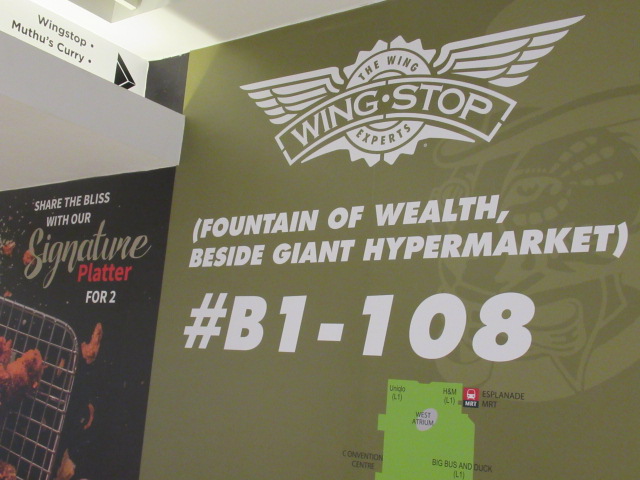 Wingstop •
Muthu's Curry •
THE WING
WING•STOP
EXPERTS
(FOUNTAIN OF WEALTH,
BESIDE GIANT HYPERMARKET)
#B1-108
SHARE THE BLISS
WITH OUR
Signature
Platter
FOR 2
Uniqlo
(L1)
H&M
(L1)
MRT
ESPLANADE
MRT
WEST
ATRIUM
CONVENTION
CENTRE
BIG BUS AND DUCK
(L1)